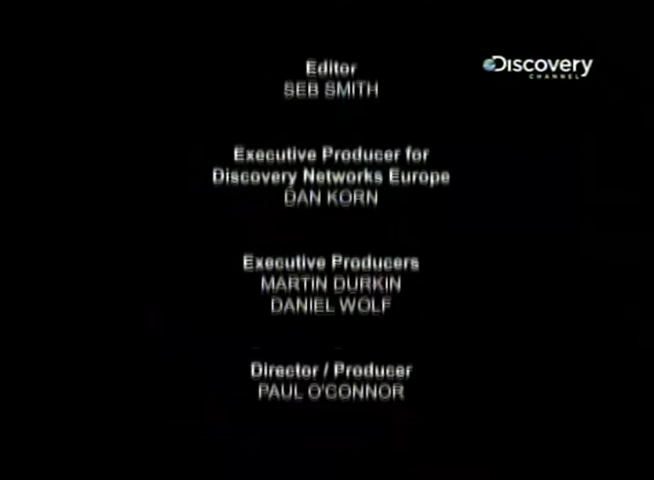 Editor
SEB SMITH
Discovery
CHANNEL
Executive Producer for
Discovery Networks Europe
DAN KORN
Executive Producers
MARTIN DURKIN
DANIEL WOLF
Director / Producer
PAUL O'CONNOR